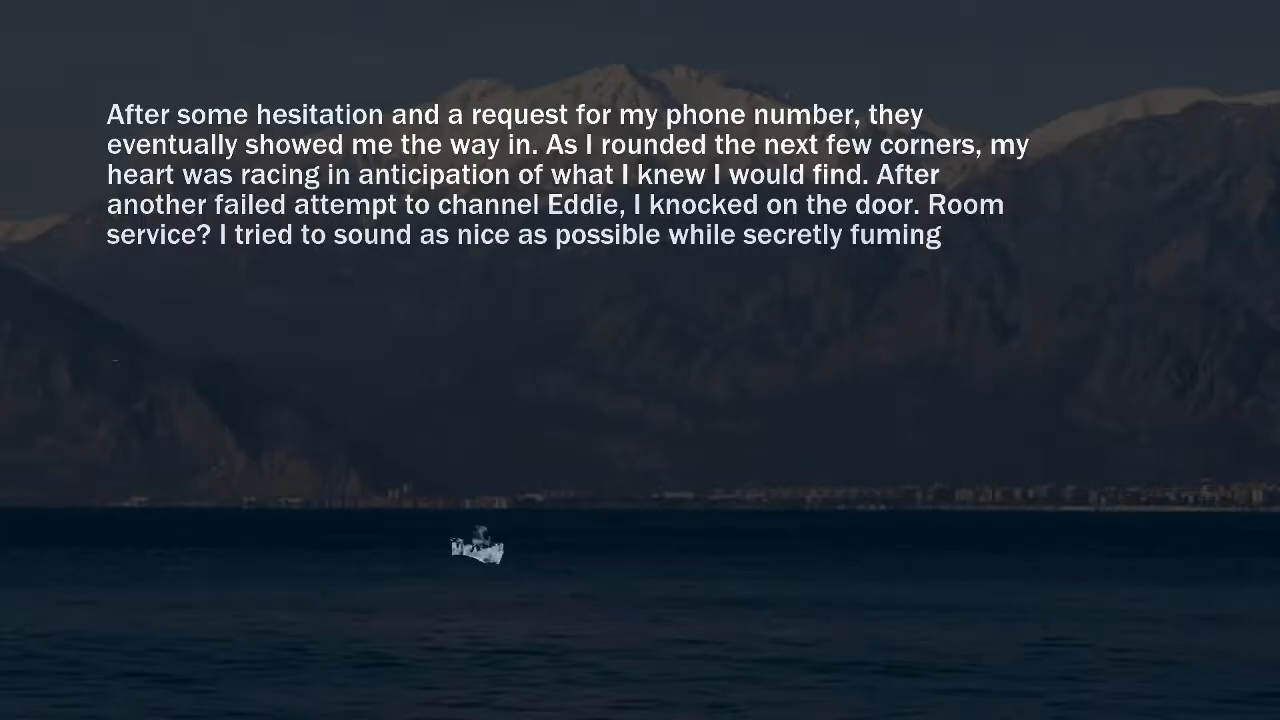 After some hesitation and a request for my phone number, they
eventually showed me the way in. As I rounded the next few corners, my
heart was racing in anticipation of what I knew I would find. After
another failed attempt to channel Eddie, I knocked on the door. Room
service? I tried to sound as nice as possible while secretly fuming